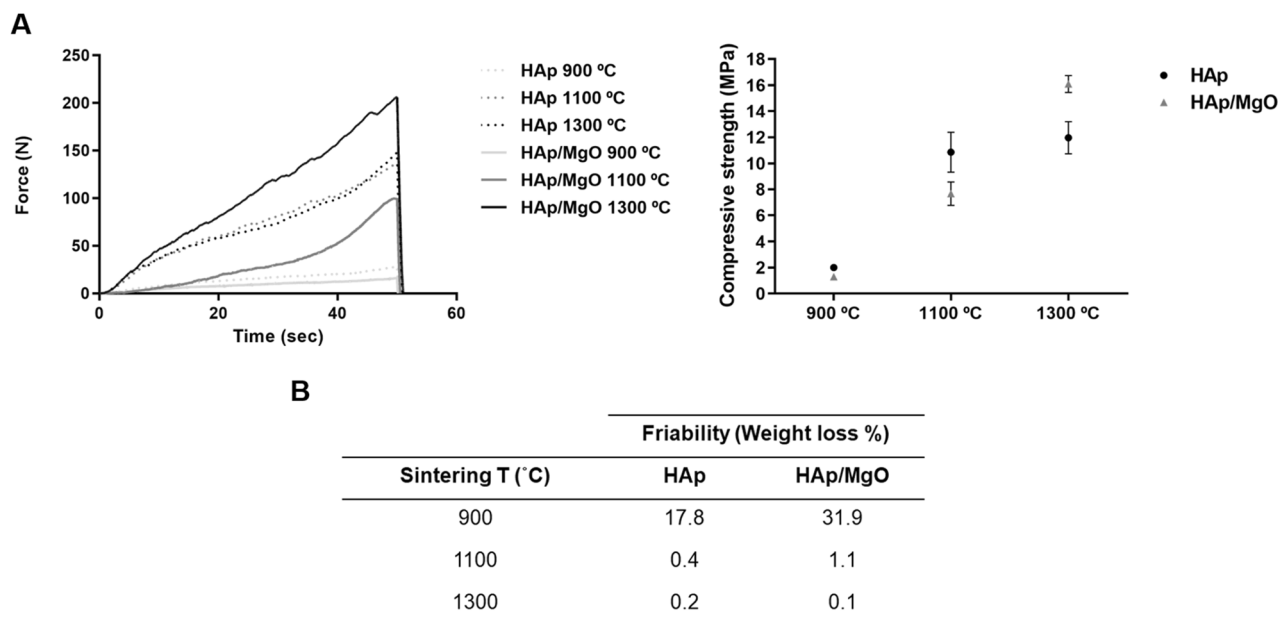 A
Force (N)
250
200
150
100
50
0
0 20 40 60
Time (sec)
HAp 900 ºC
HAp 1100 ºC
HAp 1300 ºC
HAp/MgO 900 ºC
HAp/MgO 1100 ºC
HAp/MgO 1300 ºC
Compressive strength (MPa)
18
16
14
12
10
8
6
4
2
0
900 ºC 1100 ºC 1300 ºC
HAp
HAp/MgO
B
Friability (Weight loss %)
Sintering T (˚C) HAp HAp/MgO
900 17.8 31.9
1100 0.4 1.1
1300 0.2 0.1